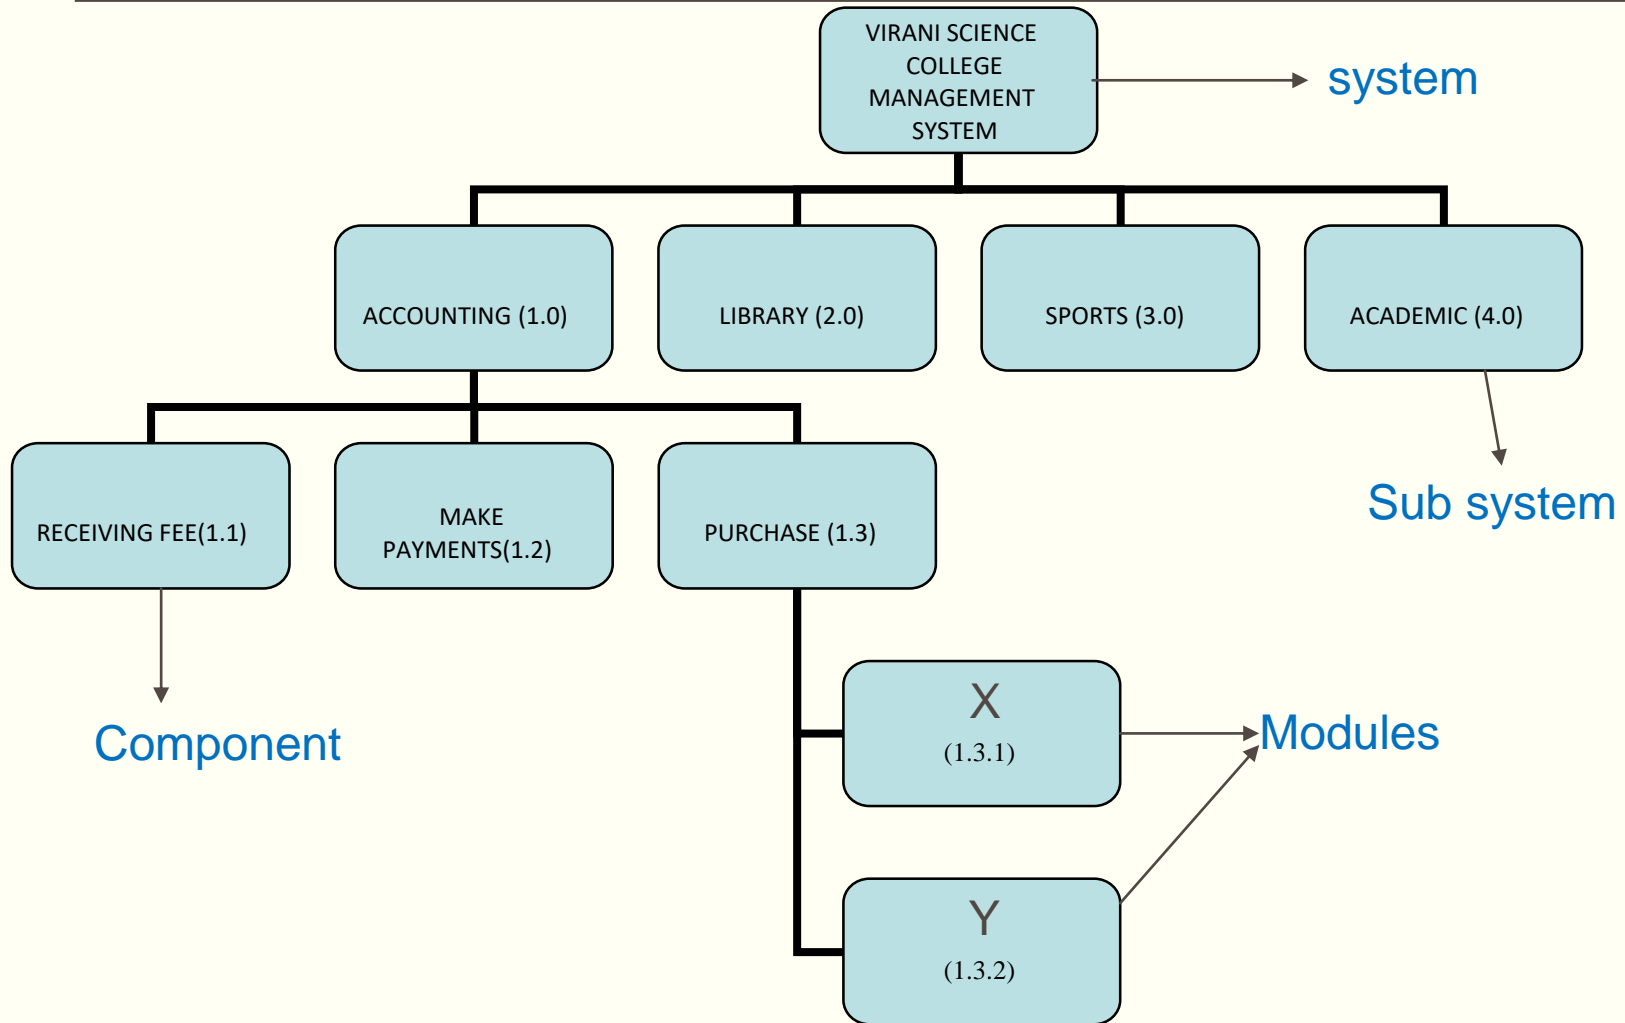 VIRANI SCIENCE
COLLEGE
MANAGEMENT
SYSTEM
system
ACCOUNTING (1.0)
LIBRARY (2.0)
SPORTS (3.0)
ACADEMIC (4.0)
Sub system
RECEIVING FEE(1.1)
MAKE
PAYMENTS(1.2)
PURCHASE (1.3)
Component
X
(1.3.1)
Modules
Y
(1.3.2)